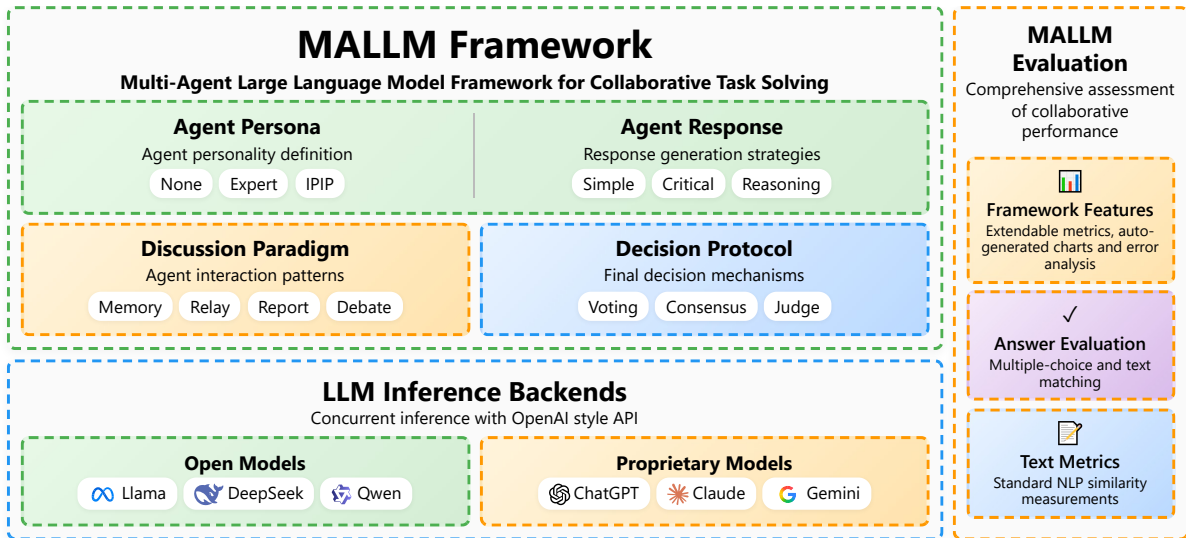 MALLM Framework
Multi-Agent Large Language Model Framework for Collaborative Task Solving
Agent Persona
Agent personality definition
None
Expert
IPIP
Agent Response
Response generation strategies
Simple
Critical
Reasoning
Discussion Paradigm
Agent interaction patterns
Memory
Relay
Report
Debate
Decision Protocol
Final decision mechanisms
Voting
Consensus
Judge
LLM Inference Backends
Concurrent inference with OpenAI style API
Open Models
Llama
DeepSeek
Qwen
Proprietary Models
ChatGPT
Claude
Gemini
MALLM
Evaluation
Comprehensive assessment
of collaborative
performance
Framework Features
Extendable metrics, auto-
generated charts and error
analysis
Answer Evaluation
Multiple-choice and text
matching
Text Metrics
Standard NLP similarity
measurements